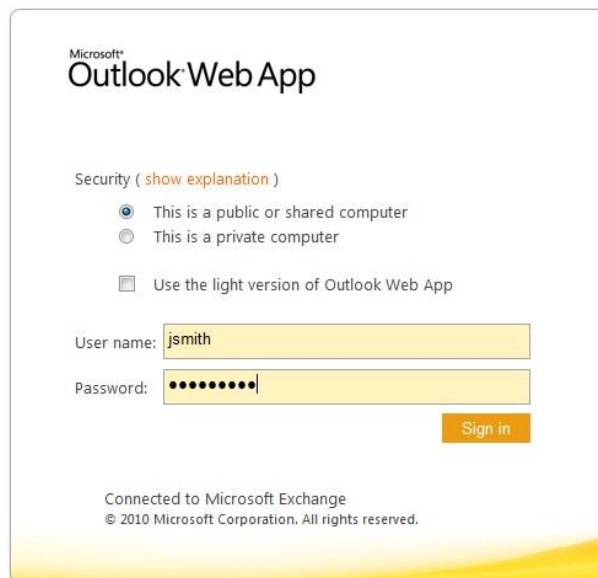 Microsoft®
Outlook Web App
Security ( show explanation )
This is a public or shared computer
This is a private computer
Use the light version of Outlook Web App
User name: jsmith
Password: •••••••••
Sign in
Connected to Microsoft Exchange
© 2010 Microsoft Corporation. All rights reserved.